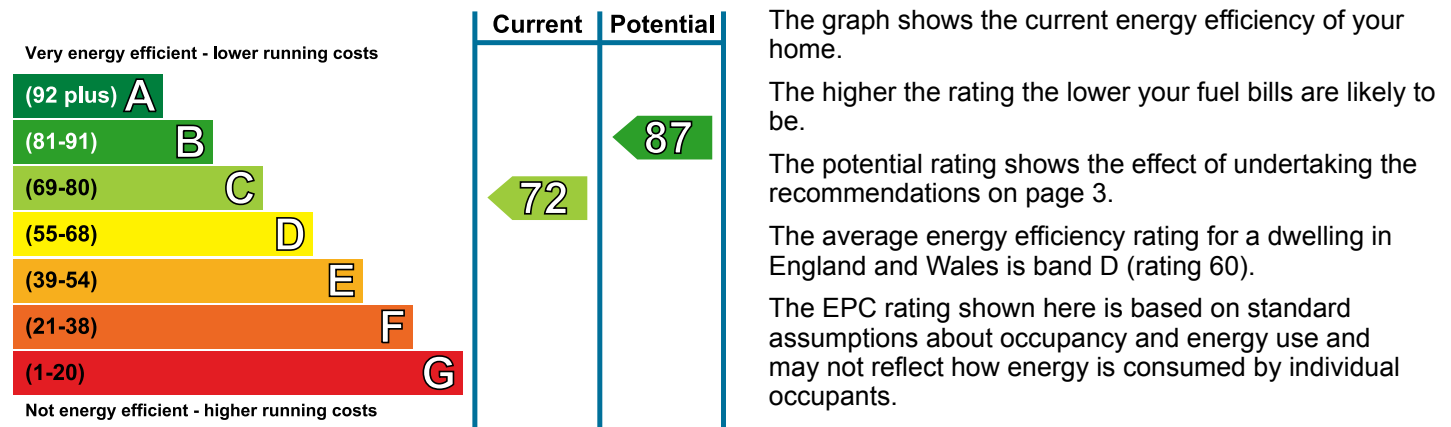 Current Potential
Very energy efficient - lower running costs
(92 plus) A
(81-91) B
87
(69-80) C
72
(55-68) D
(39-54) E
(21-38) F
(1-20) G
Not energy efficient - higher running costs
The graph shows the current energy efficiency of your
home.
The higher the rating the lower your fuel bills are likely to
be.
The potential rating shows the effect of undertaking the
recommendations on page 3.
The average energy efficiency rating for a dwelling in
England and Wales is band D (rating 60).
The EPC rating shown here is based on standard
assumptions about occupancy and energy use and
may not reflect how energy is consumed by individual
occupants.